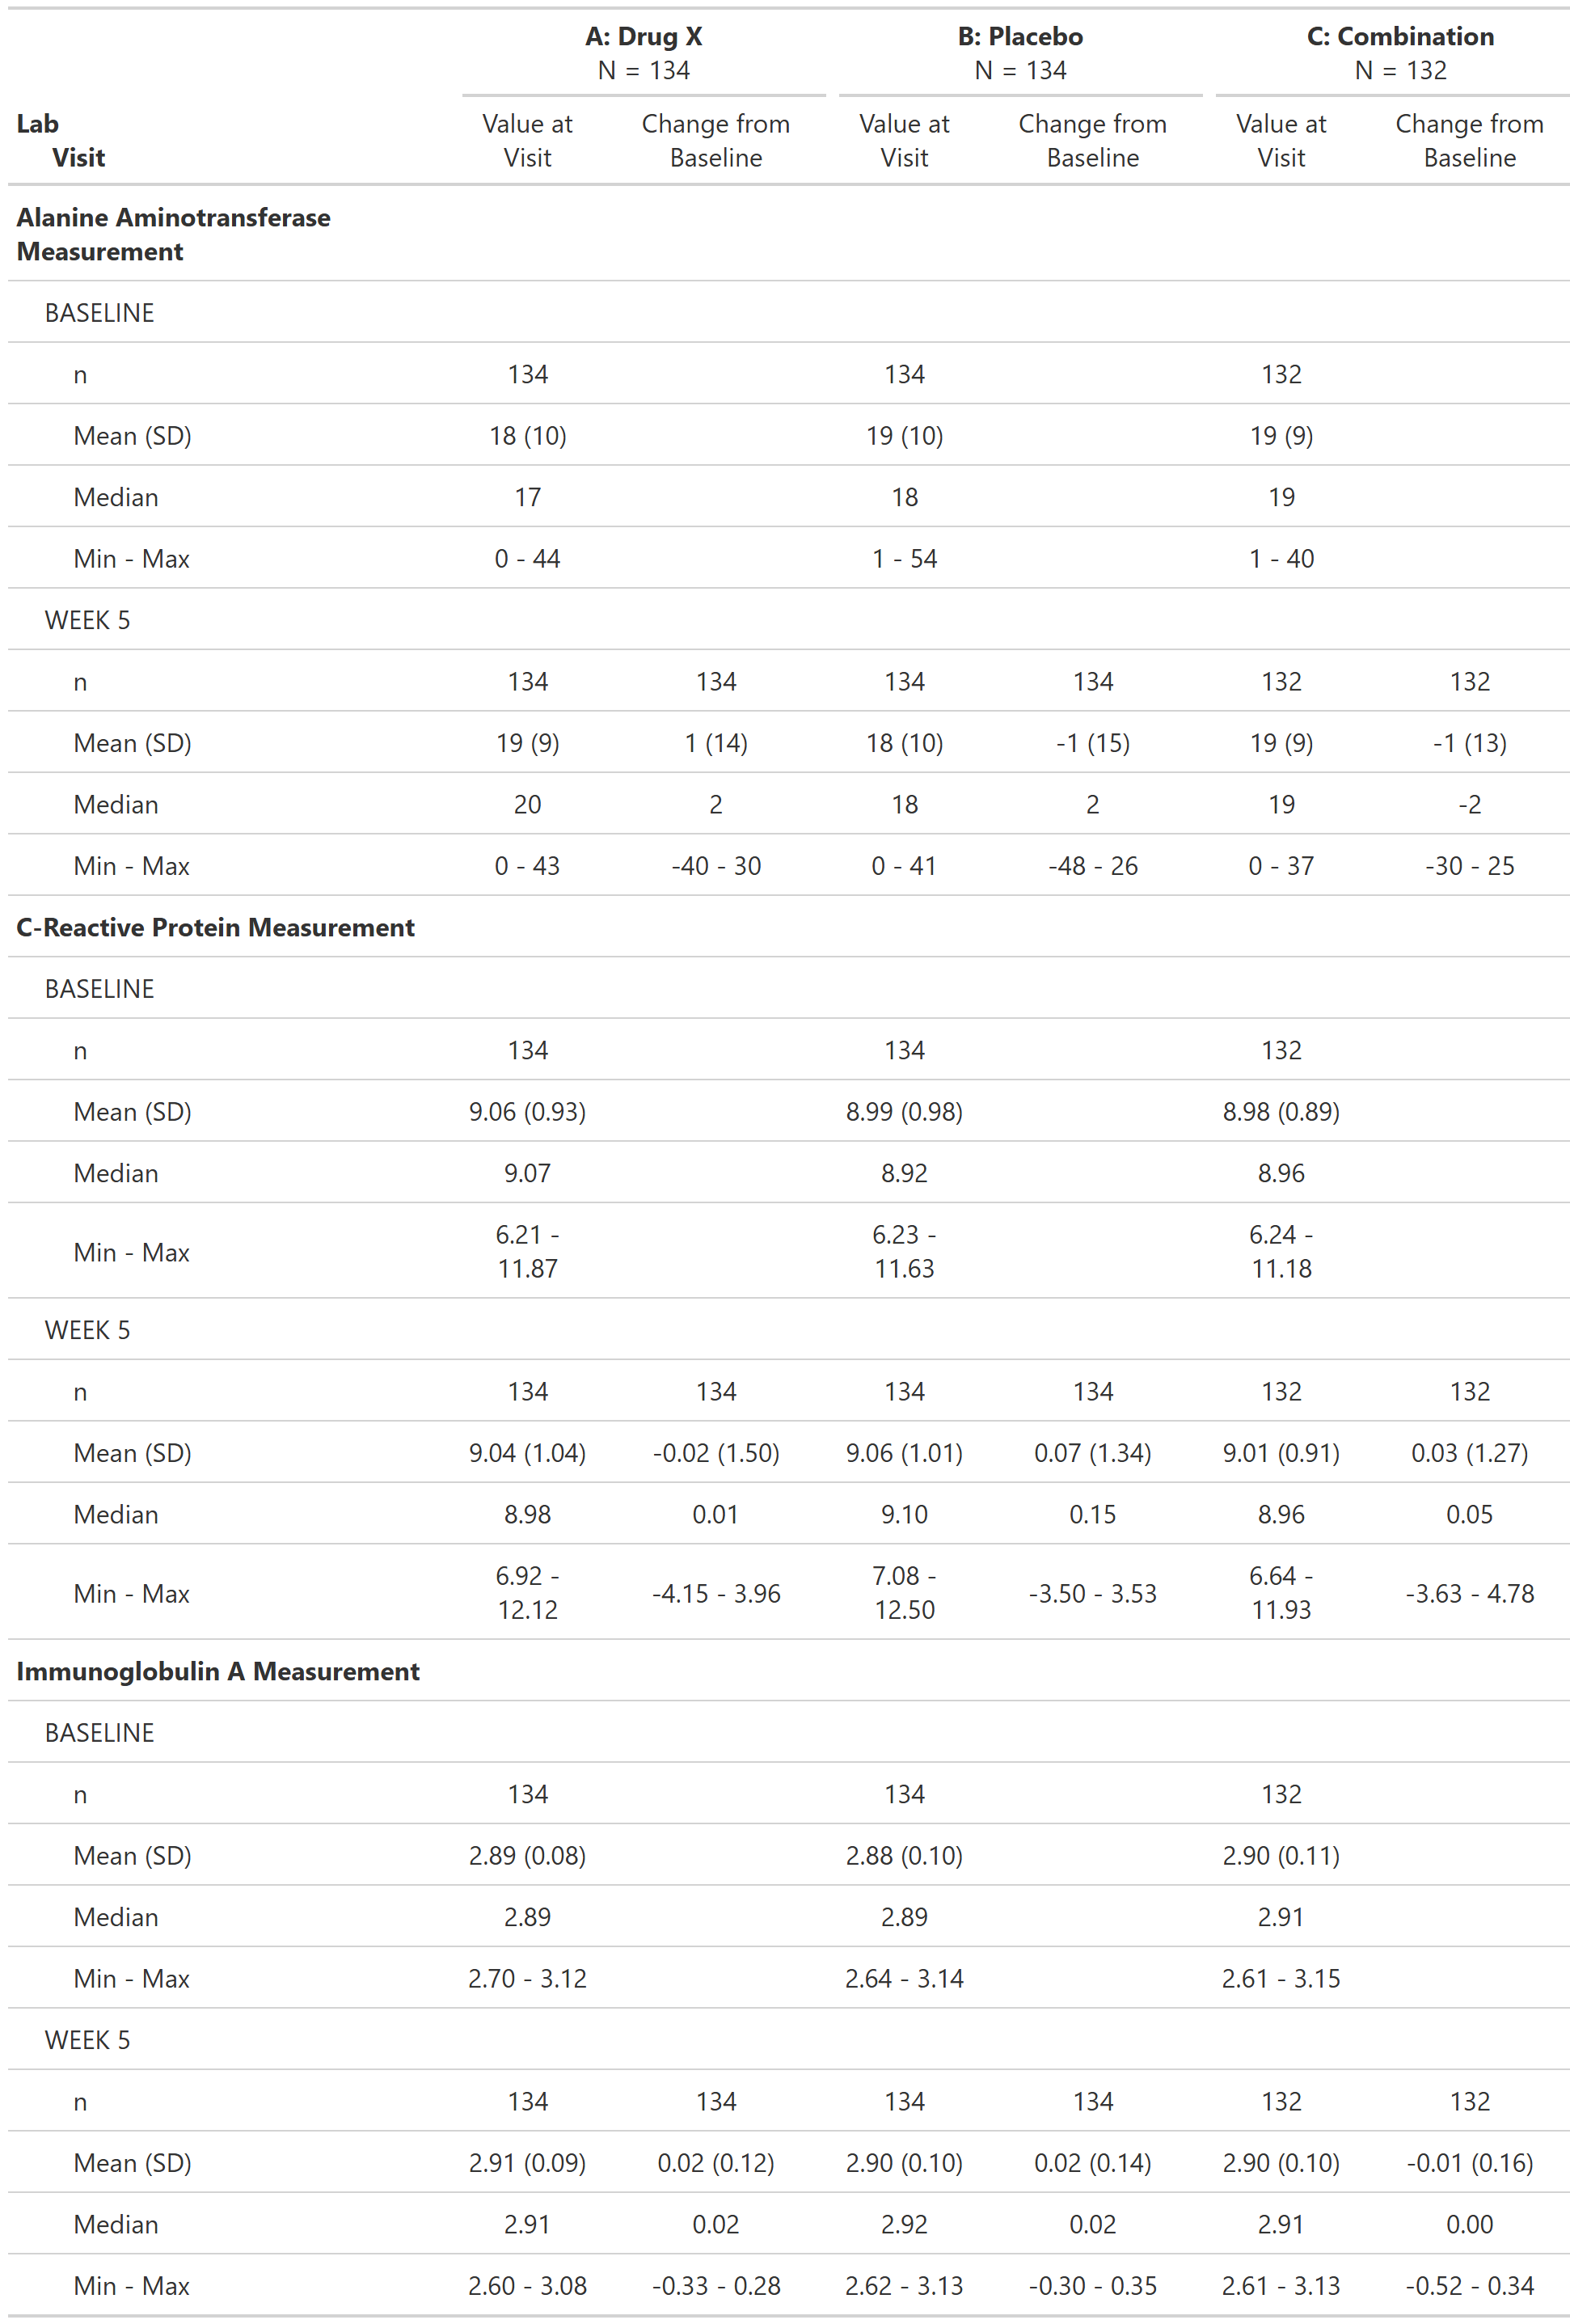 A: Drug X B: Placebo C: Combination
N = 134 N = 134 N = 132
Lab Value at Change from Value at Change from Value at Change from
Visit Visit Baseline Visit Baseline Visit Baseline
Alanine Aminotransferase
Measurement
BASELINE
n 134 134 132
Mean (SD) 18 (10) 19 (10) 19 (9)
Median 17 18 19
Min - Max 0 - 44 1 - 54 1 - 40
WEEK 5
n 134 134 134 134 132 132
Mean (SD) 19 (9) 1 (14) 18 (10) -1 (15) 19 (9) -1 (13)
Median 20 2 18 2 19 -2
Min - Max 0 - 43 -40 - 30 0 - 41 -48 - 26 0 - 37 -30 - 25
C-Reactive Protein Measurement
BASELINE
n 134 134 132
Mean (SD) 9.06 (0.93) 8.99 (0.98) 8.98 (0.89)
Median 9.07 8.92 8.96
Min - Max 6.21 - 11.87 6.23 - 11.63 6.24 - 11.18
WEEK 5
n 134 134 134 134 132 132
Mean (SD) 9.04 (1.04) -0.02 (1.50) 9.06 (1.01) 0.07 (1.34) 9.01 (0.91) 0.03 (1.27)
Median 8.98 0.01 9.10 0.15 8.96 0.05
Min - Max 6.92 - 12.12 -4.15 - 3.96 7.08 - 12.50 -3.50 - 3.53 6.64 - 11.93 -3.63 - 4.78
Immunoglobulin A Measurement
BASELINE
n 134 134 132
Mean (SD) 2.89 (0.08) 2.88 (0.10) 2.90 (0.11)
Median 2.89 2.89 2.91
Min - Max 2.70 - 3.12 2.64 - 3.14 2.61 - 3.15
WEEK 5
n 134 134 134 134 132 132
Mean (SD) 2.91 (0.09) 0.02 (0.12) 2.90 (0.10) 0.02 (0.14) 2.90 (0.10) -0.01 (0.16)
Median 2.91 0.02 2.92 0.02 2.91 0.00
Min - Max 2.60 - 3.08 -0.33 - 0.28 2.62 - 3.13 -0.30 - 0.35 2.61 - 3.13 -0.52 - 0.34